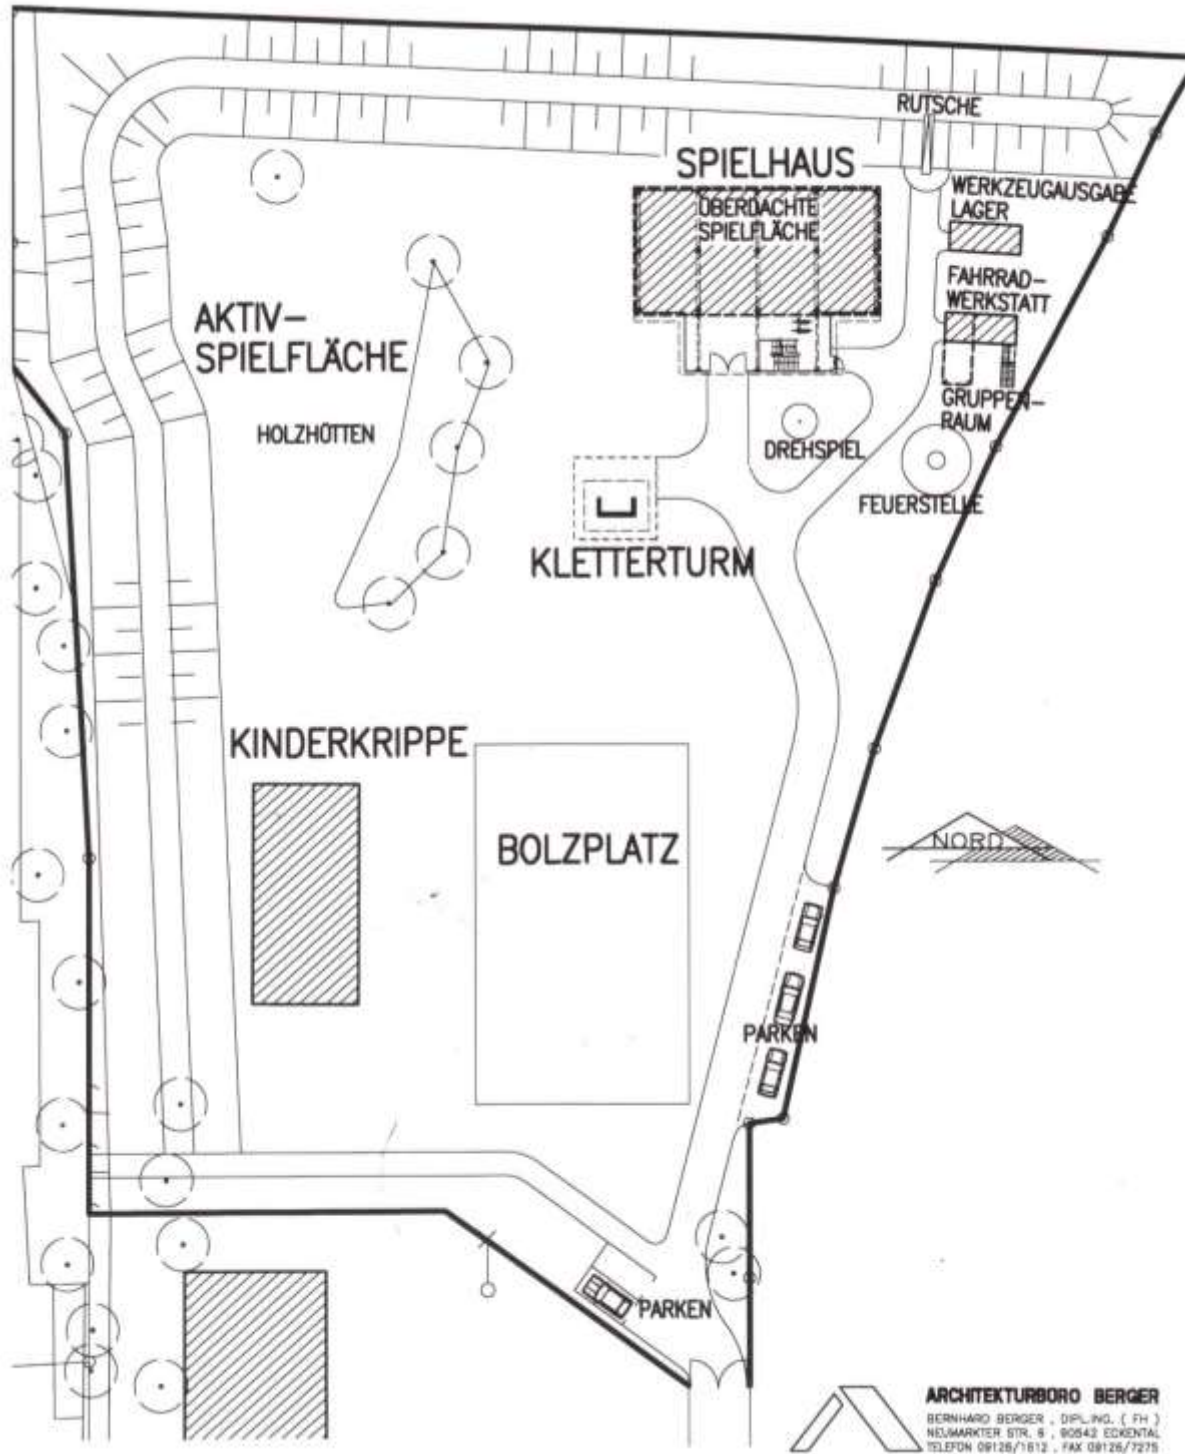 RUTSCHE
SPIELHAUS
ÜBERDACHTE
SPIELFLÄCHE
WERKZEUGAUSGABE
LAGER
FAHRRAD-
WERKSTATT
AKTIV-
SPIELFLÄCHE
HOLZHÜTTEN
GRUPPEN-
RAUM
DREHSPIEL
FEUERSTELLE
KLETTERTURM
KINDERKRIPPE
BOLZPLATZ
NORD
PARKEN
PARKEN
ARCHITEKTURBÜRO BERGER
BERNHARD BERGER , DIPL.ING. ( FH )
NEUMARKTER STR. 6 , 90542 ECKENTAL
TELEFON 09126/1612 , FAX 09126/7275